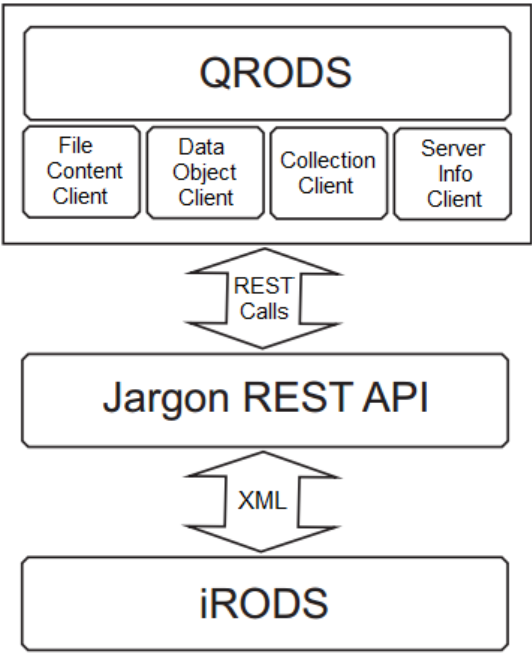 QRODS
File
Content
Client
Data
Object
Client
Collection
Client
Server
Info
Client
REST
Calls
Jargon REST API
XML
iRODS